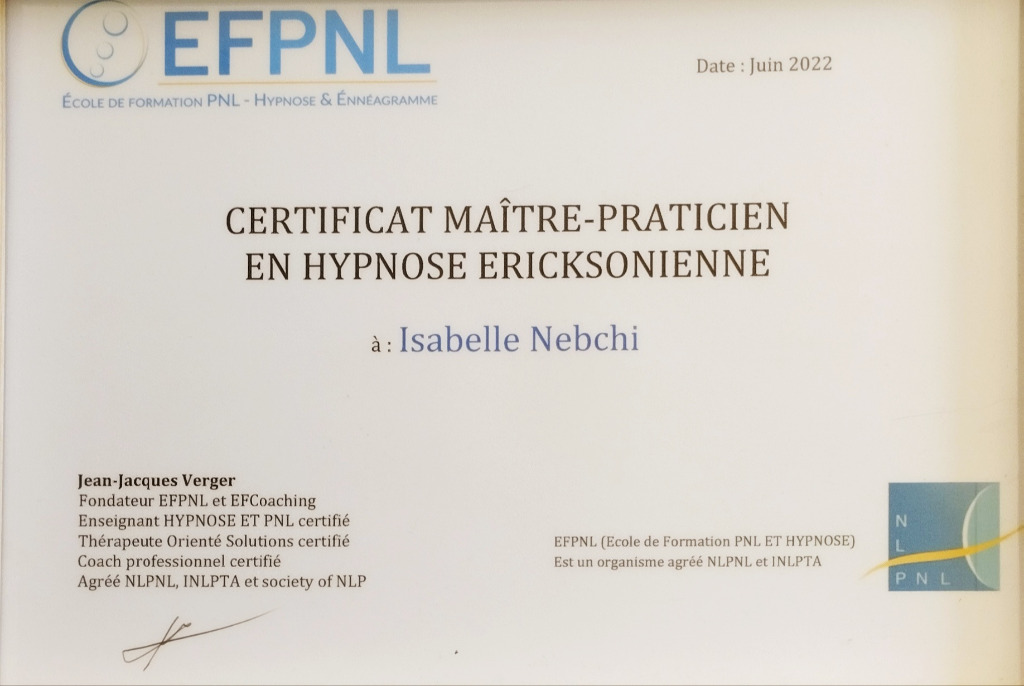 EFPNL
ÉCOLE DE FORMATION PNL - HYPNOSE & ÉNNÉAGRAMME
Date : Juin 2022
CERTIFICAT MAÎTRE-PRATICIEN
EN HYPNOSE ERICKSONIENNE
à : Isabelle Nebchi
Jean-Jacques Verger
Fondateur EFPNL et EFCoaching
Enseignant HYPNOSE ET PNL certifié
Thérapeute Orienté Solutions certifié
Coach professionnel certifié
Agréé NLPNL, INLPTA et society of NLP
EFPNL (Ecole de Formation PNL ET HYPNOSE)
Est un organisme agréé NLPNL et INLPTA
N
L
PNL